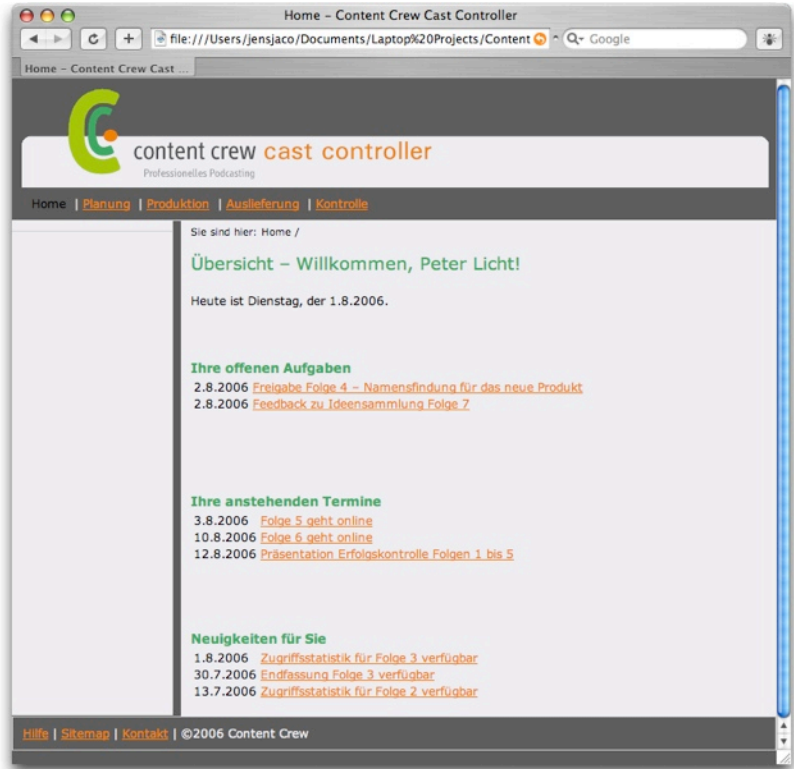 Home – Content Crew Cast Controller
file:///Users/jensjaco/Documents/Laptop%20Projects/Content
Google
Home – Content Crew Cast ...
content crew cast controller
Professionelles Podcasting
Home | Planung | Produktion | Auslieferung | Kontrolle
Sie sind hier: Home /
Übersicht – Willkommen, Peter Licht!
Heute ist Dienstag, der 1.8.2006.
Ihre offenen Aufgaben
2.8.2006 Freigabe Folge 4 – Namensfindung für das neue Produkt
2.8.2006 Feedback zu Ideensammlung Folge 7
Ihre anstehenden Termine
3.8.2006 Folge 5 geht online
10.8.2006 Folge 6 geht online
12.8.2006 Präsentation Erfolgskontrolle Folgen 1 bis 5
Neuigkeiten für Sie
1.8.2006 Zugriffsstatistik für Folge 3 verfügbar
30.7.2006 Endfassung Folge 3 verfügbar
13.7.2006 Zugriffsstatistik für Folge 2 verfügbar
Hilfe | Sitemap | Kontakt | ©2006 Content Crew